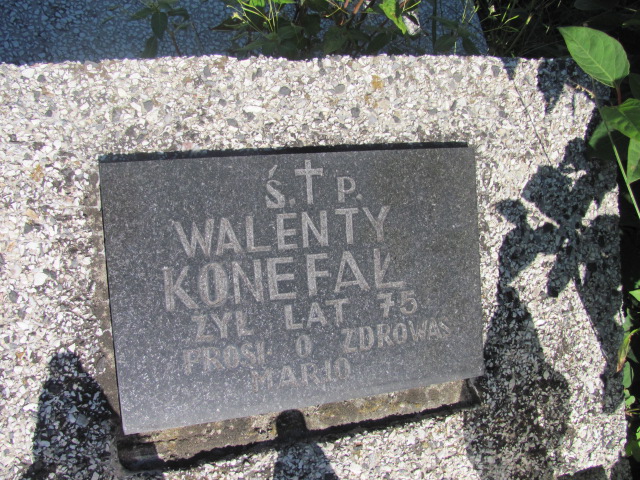 Ś.†P.
WALENTY
KONEFAŁ
ŻYŁ LAT 75
PROSI O ZDROWAŚ
MARIO